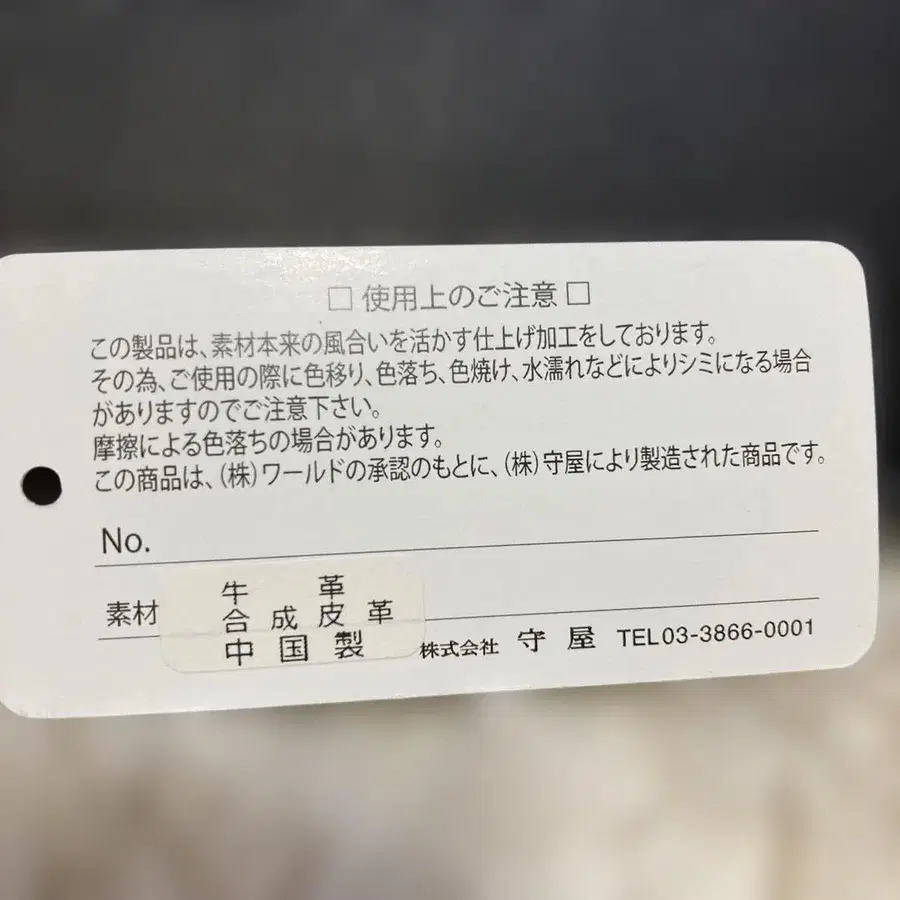 □ 使用上のご注意 □
この製品は、素材本来の風合いを活かす仕上げ加工をしております。
その為、ご使用の際に色移り、色落ち、色焼け、水濡れなどによりシミになる場合
がありますのでご注意下さい。
摩擦による色落ちの場合があります。
この商品は、(株)ワールドの承認のもとに、(株)守屋により製造された商品です。
No.
素材 牛革
合成皮革
中国製
株式会社 守屋 TEL03-3866-0001